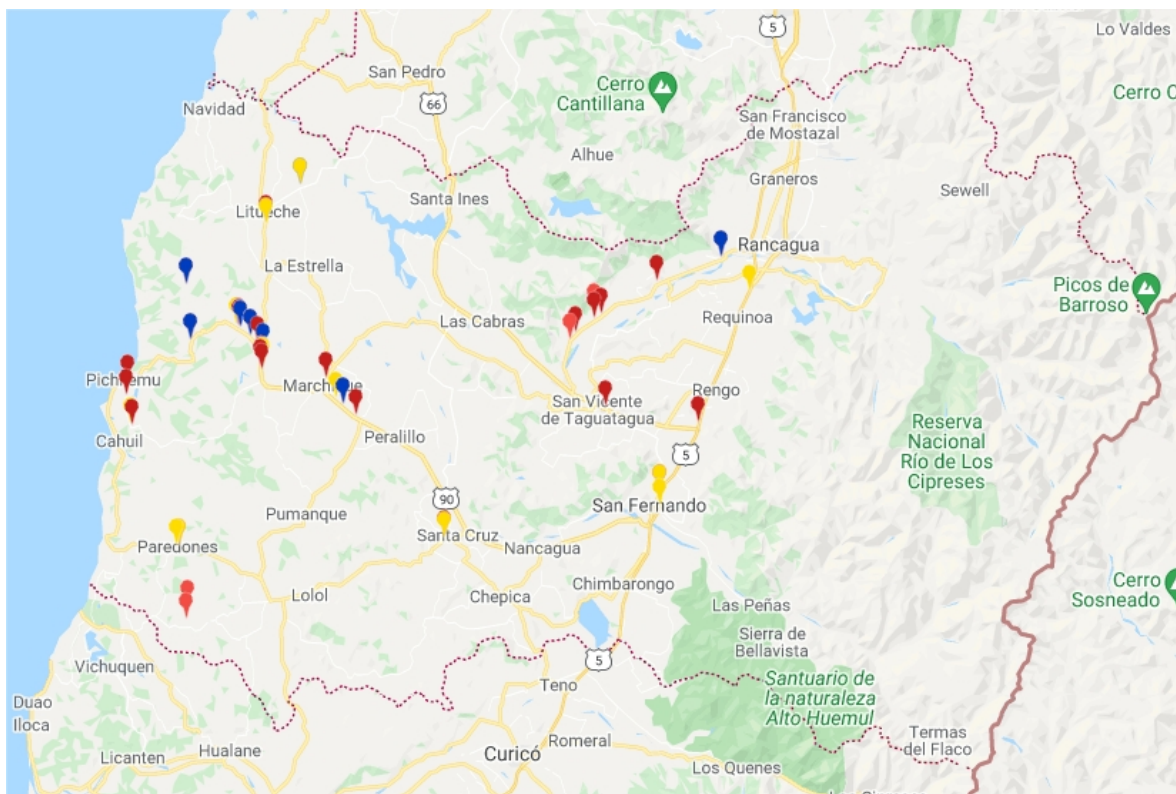 5
Lo Valdes
San Pedro
Cerro
Cantillana
Cerro C
Navidad
66
San Francisco
de Mostazal
Alhue
Graneros
Sewell
Santa Ines
Litueche
Rancagua
La Estrella
Picos de
Barroso
Las Cabras
Requinoa
Pichilemu
Marchigue
Rengo
San Vicente
de Taguatagua
Cahuil
Peralillo
Reserva
Nacional
Río de Los
Cipreses
5
90
San Fernando
Pumanque
Santa Cruz
Paredones
Nancagua
Chimbarongo
Cerro
Sosneado
Lolol
Chepica
Las Peñas
Sierra de
Bellavista
Vichuquen
5
Teno
Santuario de
la naturaleza
Alto Huemul
Duao
Iloca
Termas
del Flaco
Hualane
Romeral
Licanten
Curicó
Los Quenes